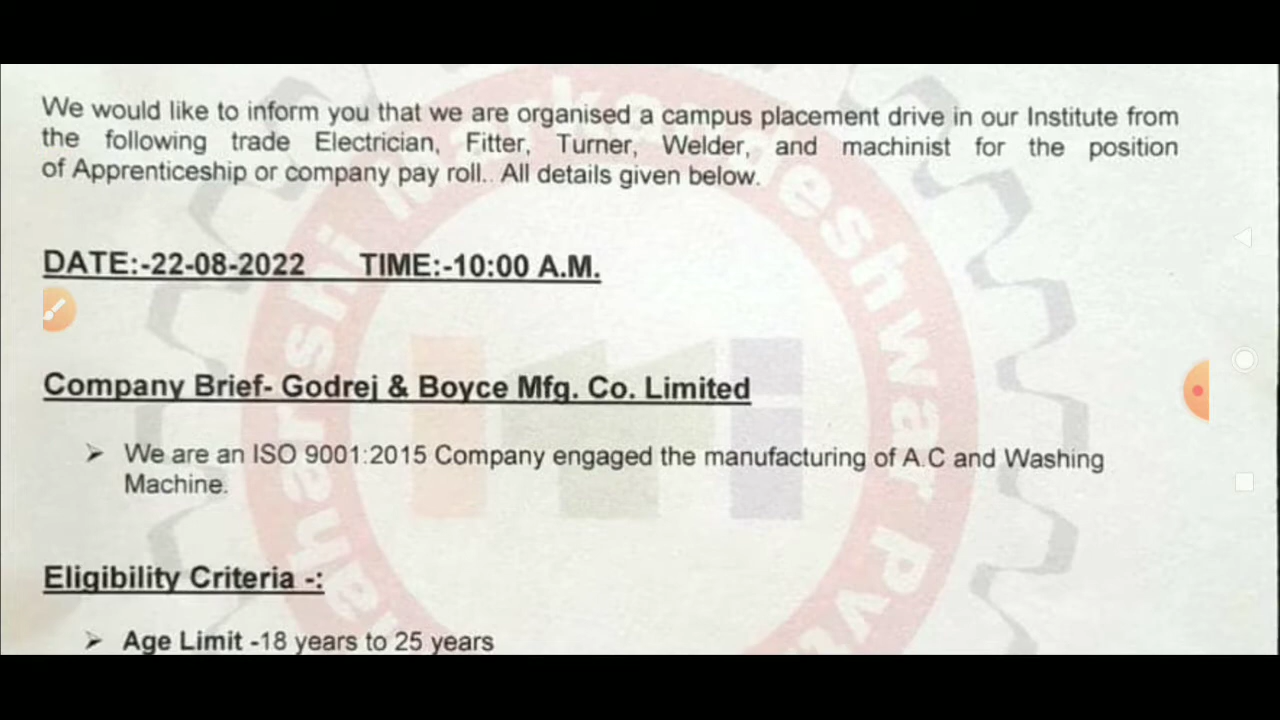 We would like to inform you that we are organised a campus placement drive in our Institute from
the following trade Electrician, Fitter, Turner, Welder, and machinist for the position
of Apprenticeship or company pay roll.. All details given below.
DATE:-22-08-2022 TIME:-10:00 A.M.
Company Brief- Godrej & Boyce Mfg. Co. Limited
➢ We are an ISO 9001:2015 Company engaged the manufacturing of A.C and Washing
Machine.
Eligibility Criteria -:
➢ Age Limit -18 years to 25 years
Maharshi Markandeshwar Pvt